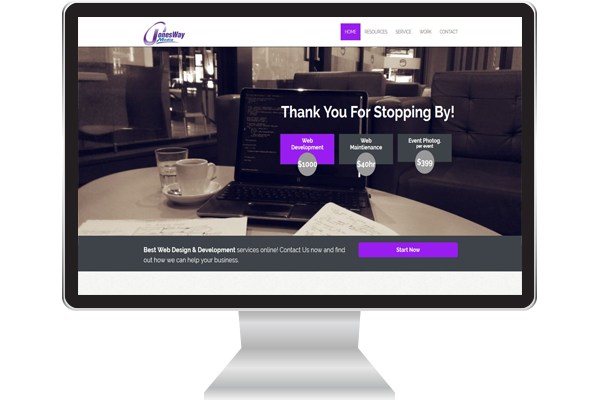 JonesWay
Media
HOME RESOURCES SERVICE WORK CONTACT
Thank You For Stopping By!
Web
Development
$1000
Web
Maintienance
$40hr
Event Photog.
per event
$399
Best Web Design & Development services online! Contact Us now and find
out how we can help your business.
Start Now